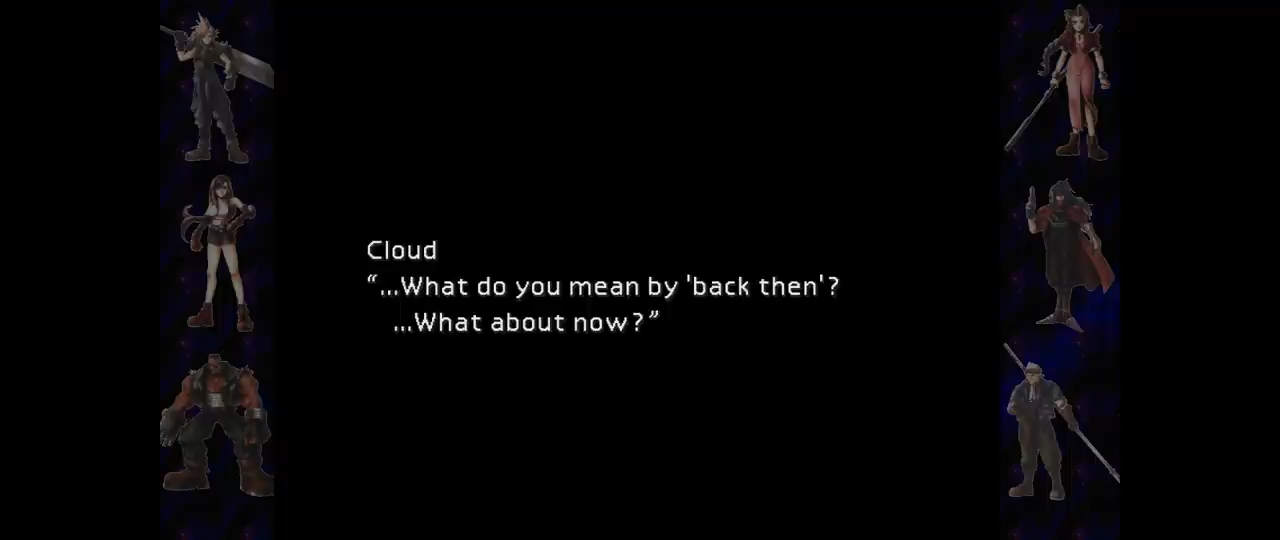 Cloud
“...What do you mean by 'back then'?
...What about now?”